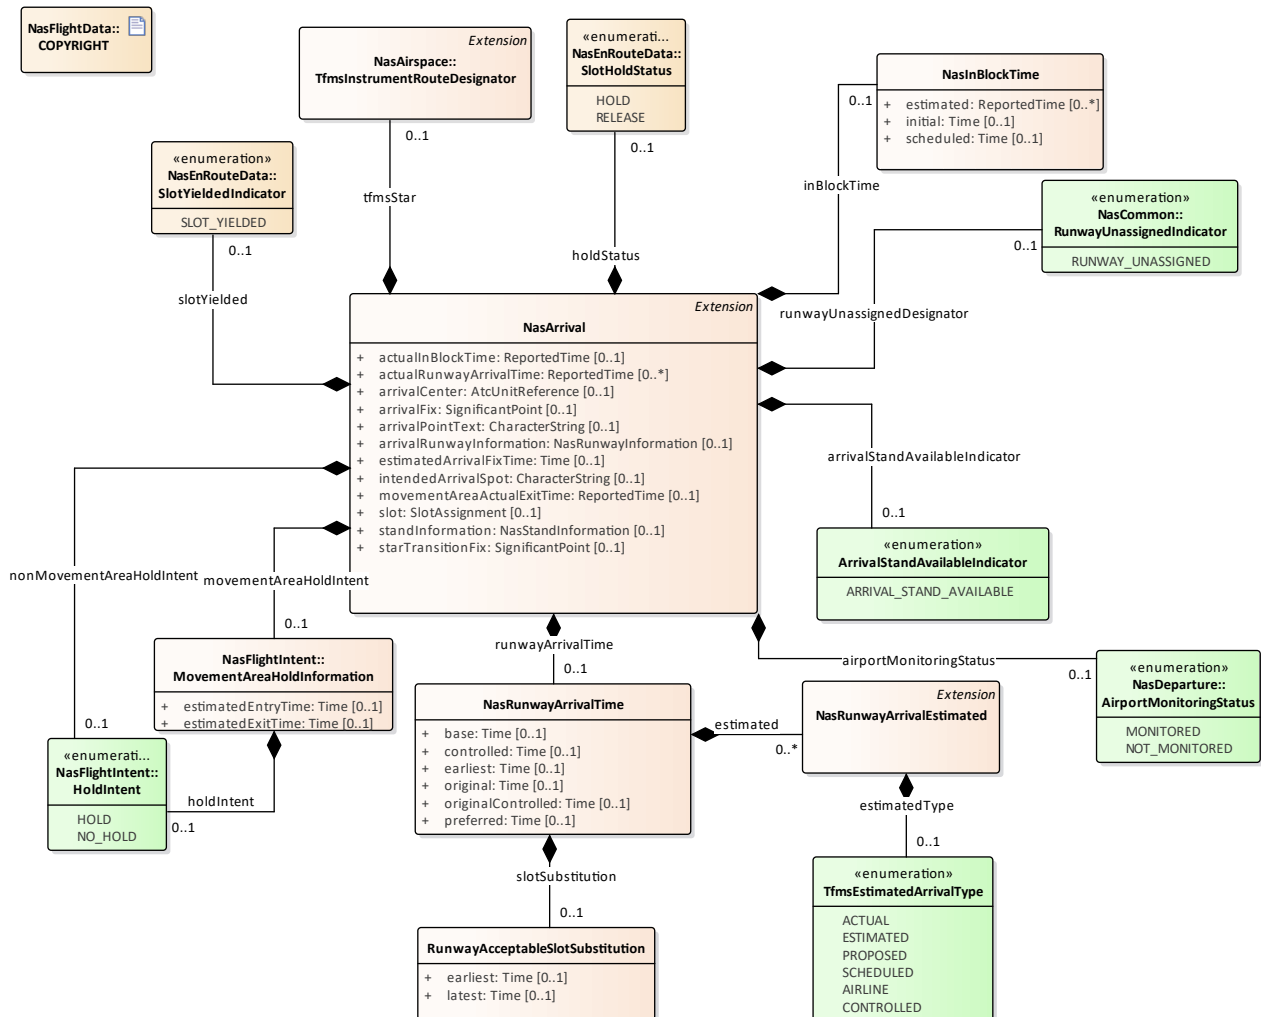 NasFlightData::
COPYRIGHT
Extension
NasAirspace::
TfmsInstrumentRouteDesignator
0..1
tfmsStar
«enumerati...
NasEnRouteData::
SlotHoldStatus
HOLD
RELEASE
0..1
holdStatus
NasInBlockTime
+ estimated: ReportedTime [0..*]
+ initial: Time [0..1]
+ scheduled: Time [0..1]
0..1
inBlockTime
«enumeration»
NasEnRouteData::
SlotYieldedIndicator
SLOT_YIELDED
0..1
slotYielded
«enumeration»
NasCommon::
RunwayUnassignedIndicator
RUNWAY_UNASSIGNED
0..1
runwayUnassignedDesignator
Extension
NasArrival
+ actualInBlockTime: ReportedTime [0..1]
+ actualRunwayArrivalTime: ReportedTime [0..*]
+ arrivalCenter: AtcUnitReference [0..1]
+ arrivalFix: SignificantPoint [0..1]
+ arrivalPointText: CharacterString [0..1]
+ arrivalRunwayInformation: NasRunwayInformation [0..1]
+ estimatedArrivalFixTime: Time [0..1]
+ intendedArrivalSpot: CharacterString [0..1]
+ movementAreaActualExitTime: ReportedTime [0..1]
+ slot: SlotAssignment [0..1]
+ standInformation: NasStandInformation [0..1]
+ starTransitionFix: SignificantPoint [0..1]
arrivalStandAvailableIndicator
0..1
«enumeration»
ArrivalStandAvailableIndicator
ARRIVAL_STAND_AVAILABLE
nonMovementAreaHoldIntent
movementAreaHoldIntent
0..1
NasFlightIntent::
MovementAreaHoldInformation
+ estimatedEntryTime: Time [0..1]
+ estimatedExitTime: Time [0..1]
0..1
«enumerati...
NasFlightIntent::
HoldIntent
HOLD
NO_HOLD
holdIntent
0..1
runwayArrivalTime
0..1
NasRunwayArrivalTime
+ base: Time [0..1]
+ controlled: Time [0..1]
+ earliest: Time [0..1]
+ original: Time [0..1]
+ originalControlled: Time [0..1]
+ preferred: Time [0..1]
estimated
0..*
Extension
NasRunwayArrivalEstimated
airportMonitoringStatus
0..1
«enumeration»
NasDeparture::
AirportMonitoringStatus
MONITORED
NOT_MONITORED
estimatedType
0..1
«enumeration»
TfmsEstimatedArrivalType
ACTUAL
ESTIMATED
PROPOSED
SCHEDULED
AIRLINE
CONTROLLED
slotSubstitution
0..1
RunwayAcceptableSlotSubstitution
+ earliest: Time [0..1]
+ latest: Time [0..1]